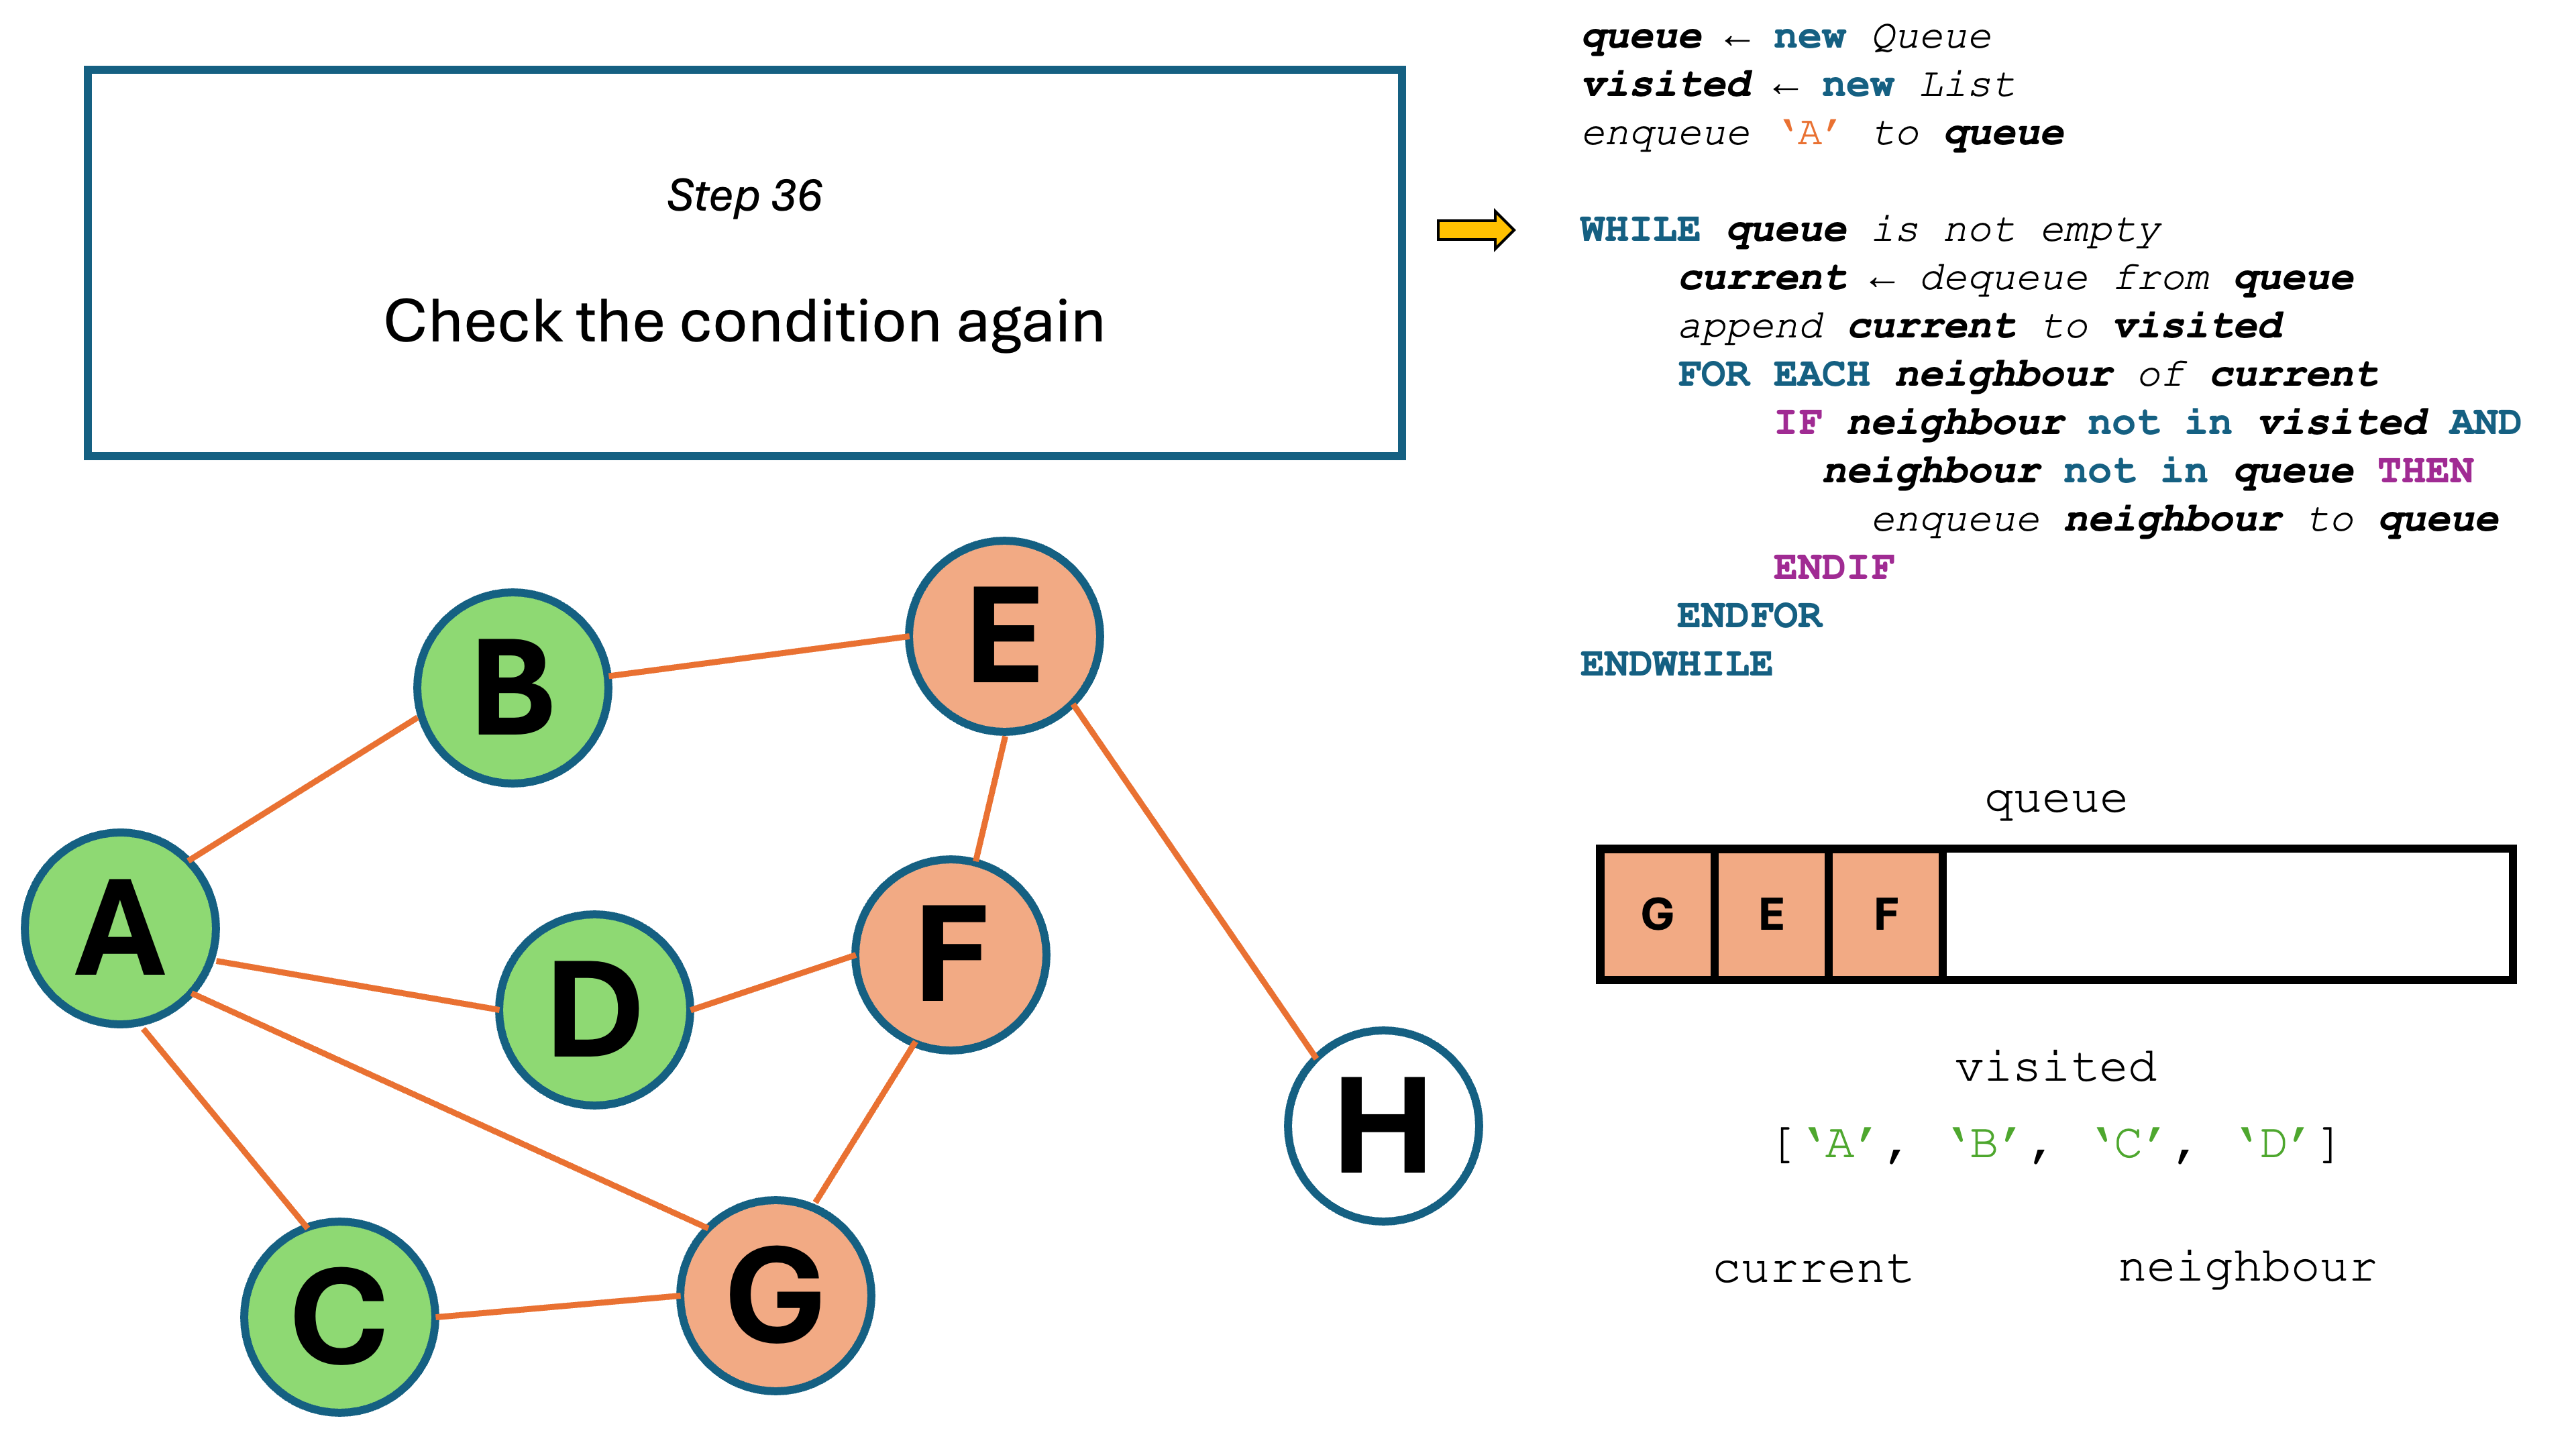 Step 36
Check the condition again
queue ← new Queue
visited ← new List
enqueue ‘A’ to queue
WHILE queue is not empty
current ← dequeue from queue
append current to visited
FOR EACH neighbour of current
IF neighbour not in visited AND
neighbour not in queue THEN
enqueue neighbour to queue
ENDIF
ENDFOR
ENDWHILE
B
E
A
D
F
H
C
G
queue
G E F
visited
[‘A’, ‘B’, ‘C’, ‘D’]
current neighbour